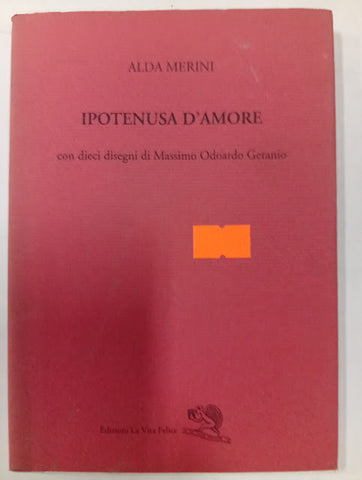 ALDA MERINI
IPOTENUSA D'AMORE
con dieci disegni di Massimo Odoardo Geranio
Edizioni La Vita Felice